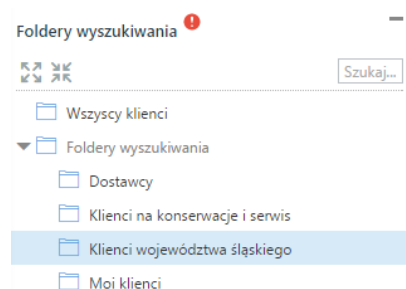 Foldery wyszukiwania
Szukaj...
Wszyscy klienci
Foldery wyszukiwania
Dostawcy
Klienci na konserwacje i serwis
Klienci województwa śląskiego
Moi klienci